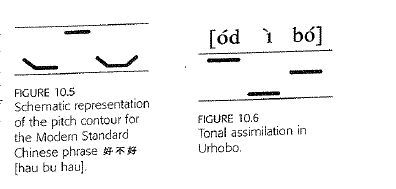 FIGURE 10.5
Schematic representation
of the pitch contour for
the Modern Standard
Chinese phrase 好不好
[hau bu hau].
[ód ì bó]
FIGURE 10.6
Tonal assimilation in
Urhobo.